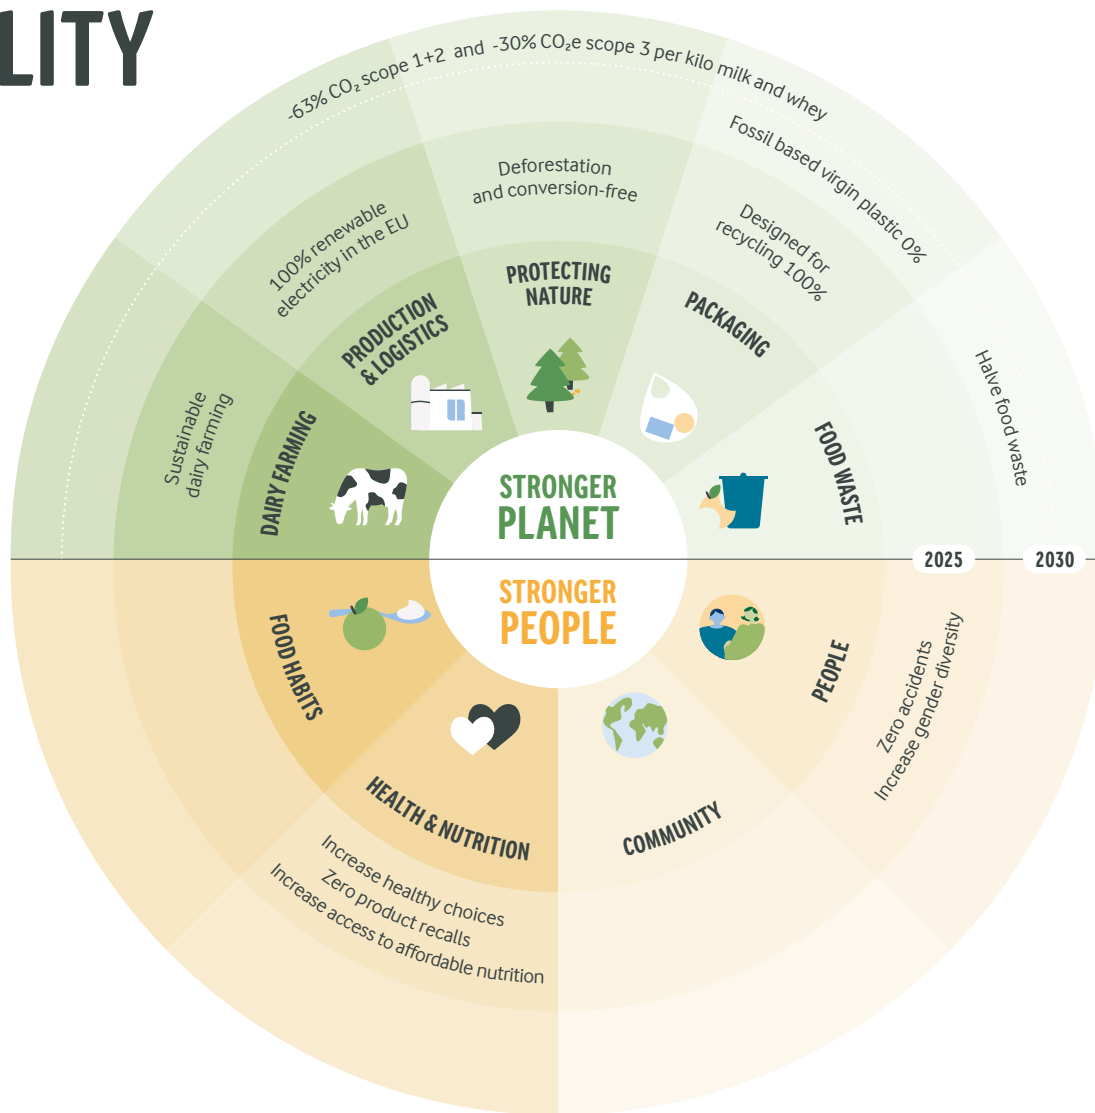 LITY
-63% CO₂ scope 1+2 and -30% CO₂e scope 3 per kilo milk and whey
Fossil based virgin plastic 0%
Deforestation
and conversion-free
100% renewable
electricity in the EU
Designed for
recycling 100%
PROTECTING
NATURE
PRODUCTION
& LOGISTICS
PACKAGING
Halve food waste
Sustainable
dairy farming
DAIRY FARMING
FOOD WASTE
STRONGER
PLANET
2025
2030
STRONGER
PEOPLE
FOOD HABITS
PEOPLE
Zero accidents
Increase gender diversity
HEALTH & NUTRITION
COMMUNITY
Increase healthy choices
Zero product recalls
Increase access to affordable nutrition